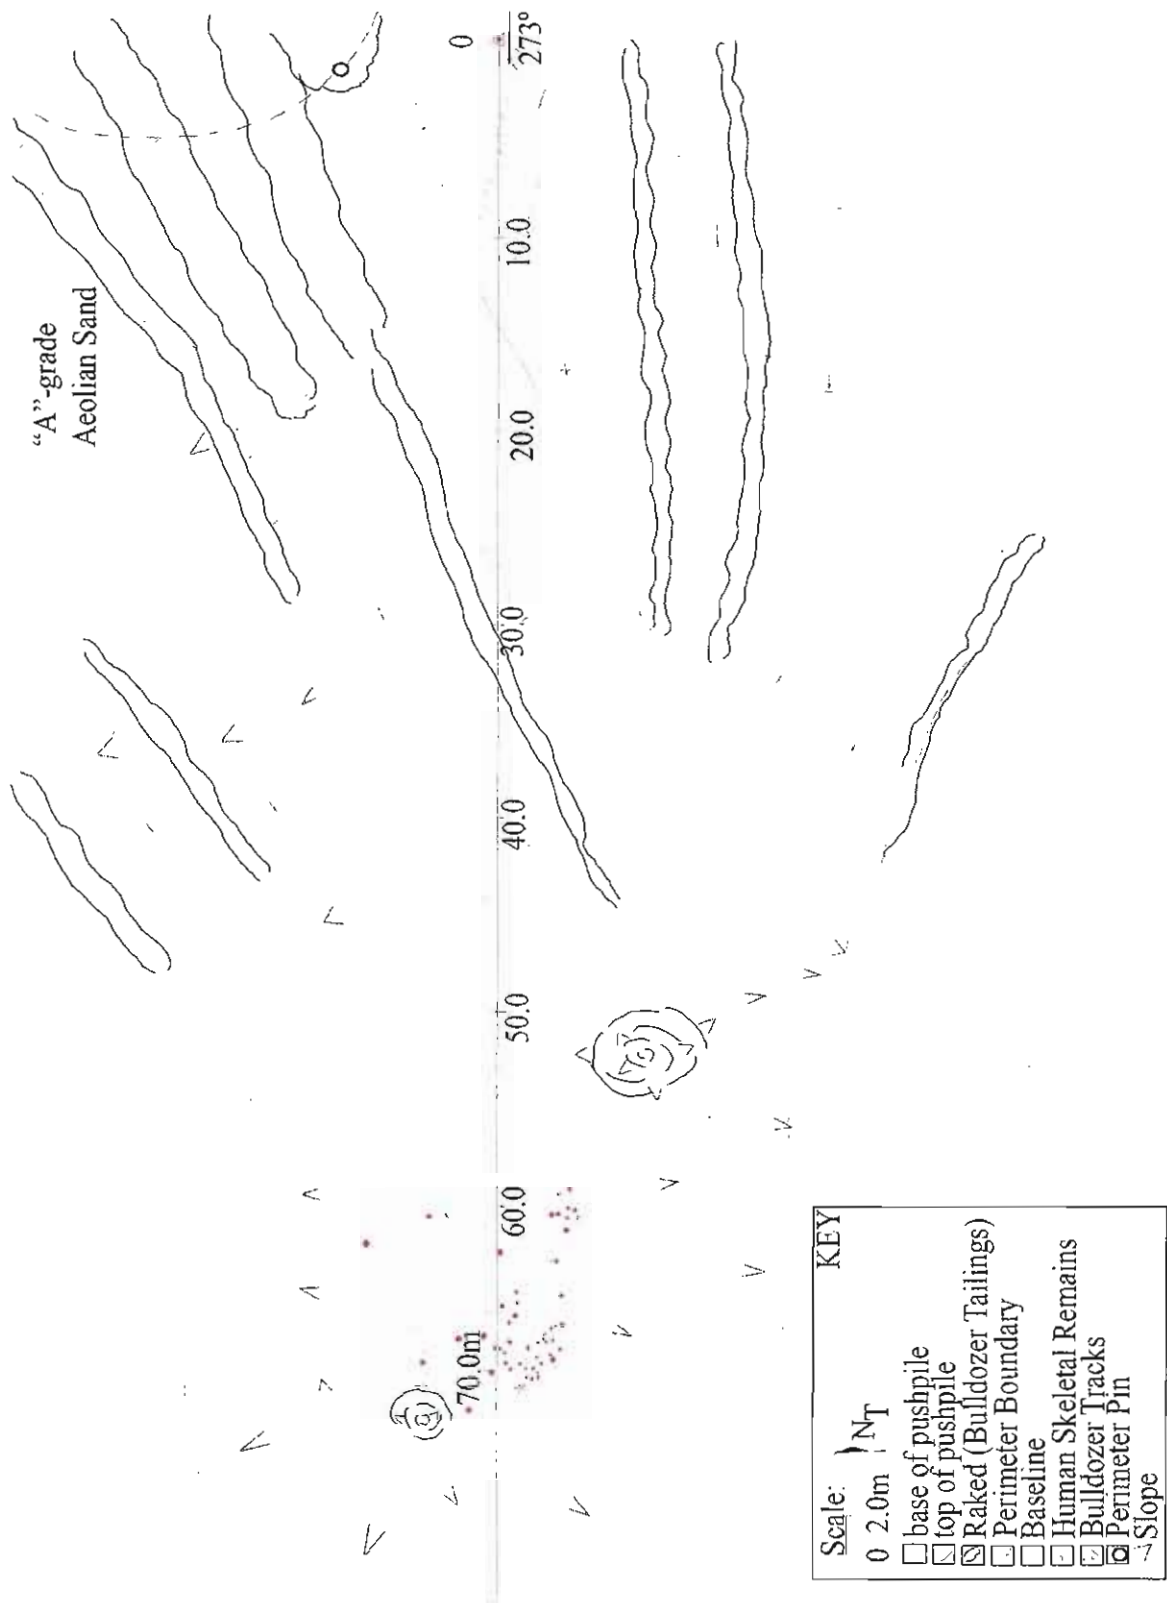 "A"-grade
Aeolian Sand
0
273°
10.0
20.0
30.0
40.0
50.0
60.0
70.0m
KEY
Scale:
0 2.0m NT
base of pushpile
top of pushpile
Raked (Bulldozer Tailings)
Perimeter Boundary
Baseline
Human Skeletal Remains
Bulldozer Tracks
Perimeter Pin
Slope